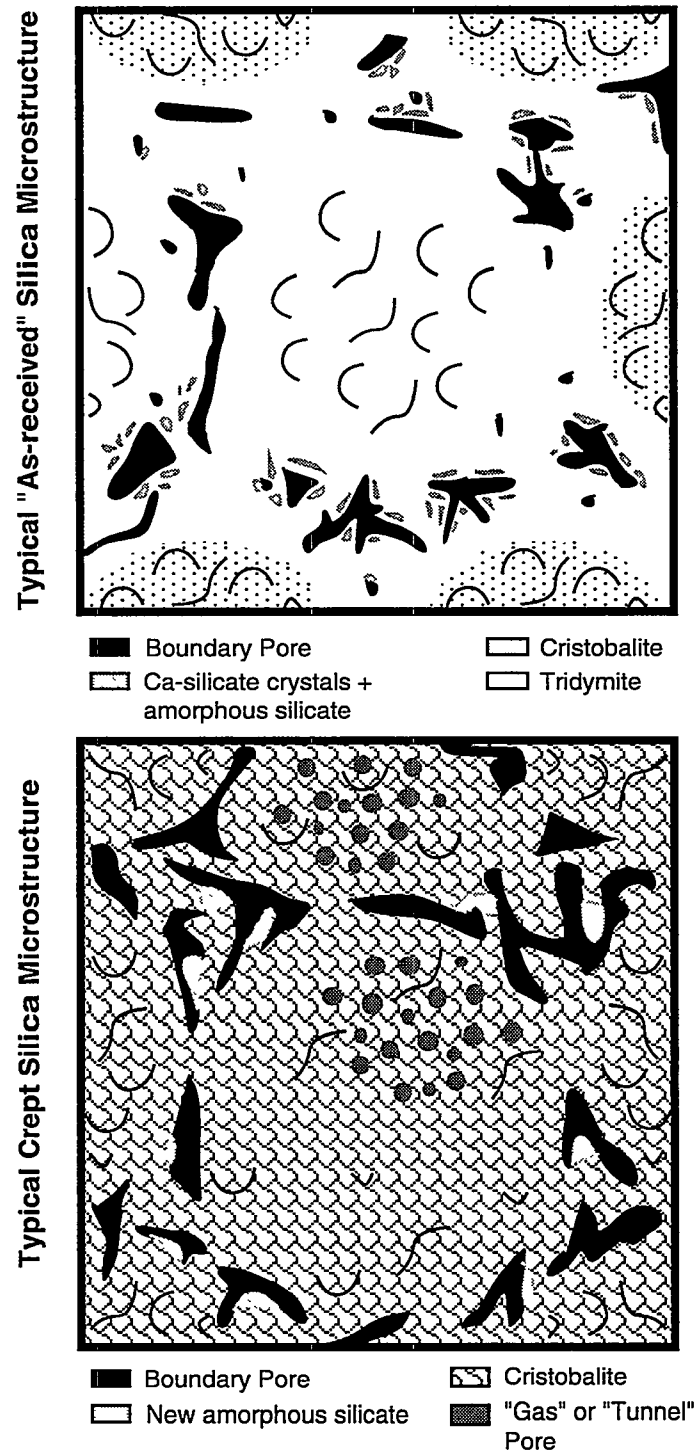 Typical "As-received" Silica Microstructure
Boundary Pore
Cristobalite
Ca-silicate crystals +
amorphous silicate
Tridymite
Typical Crept Silica Microstructure
Boundary Pore
Cristobalite
New amorphous silicate
"Gas" or "Tunnel"
Pore